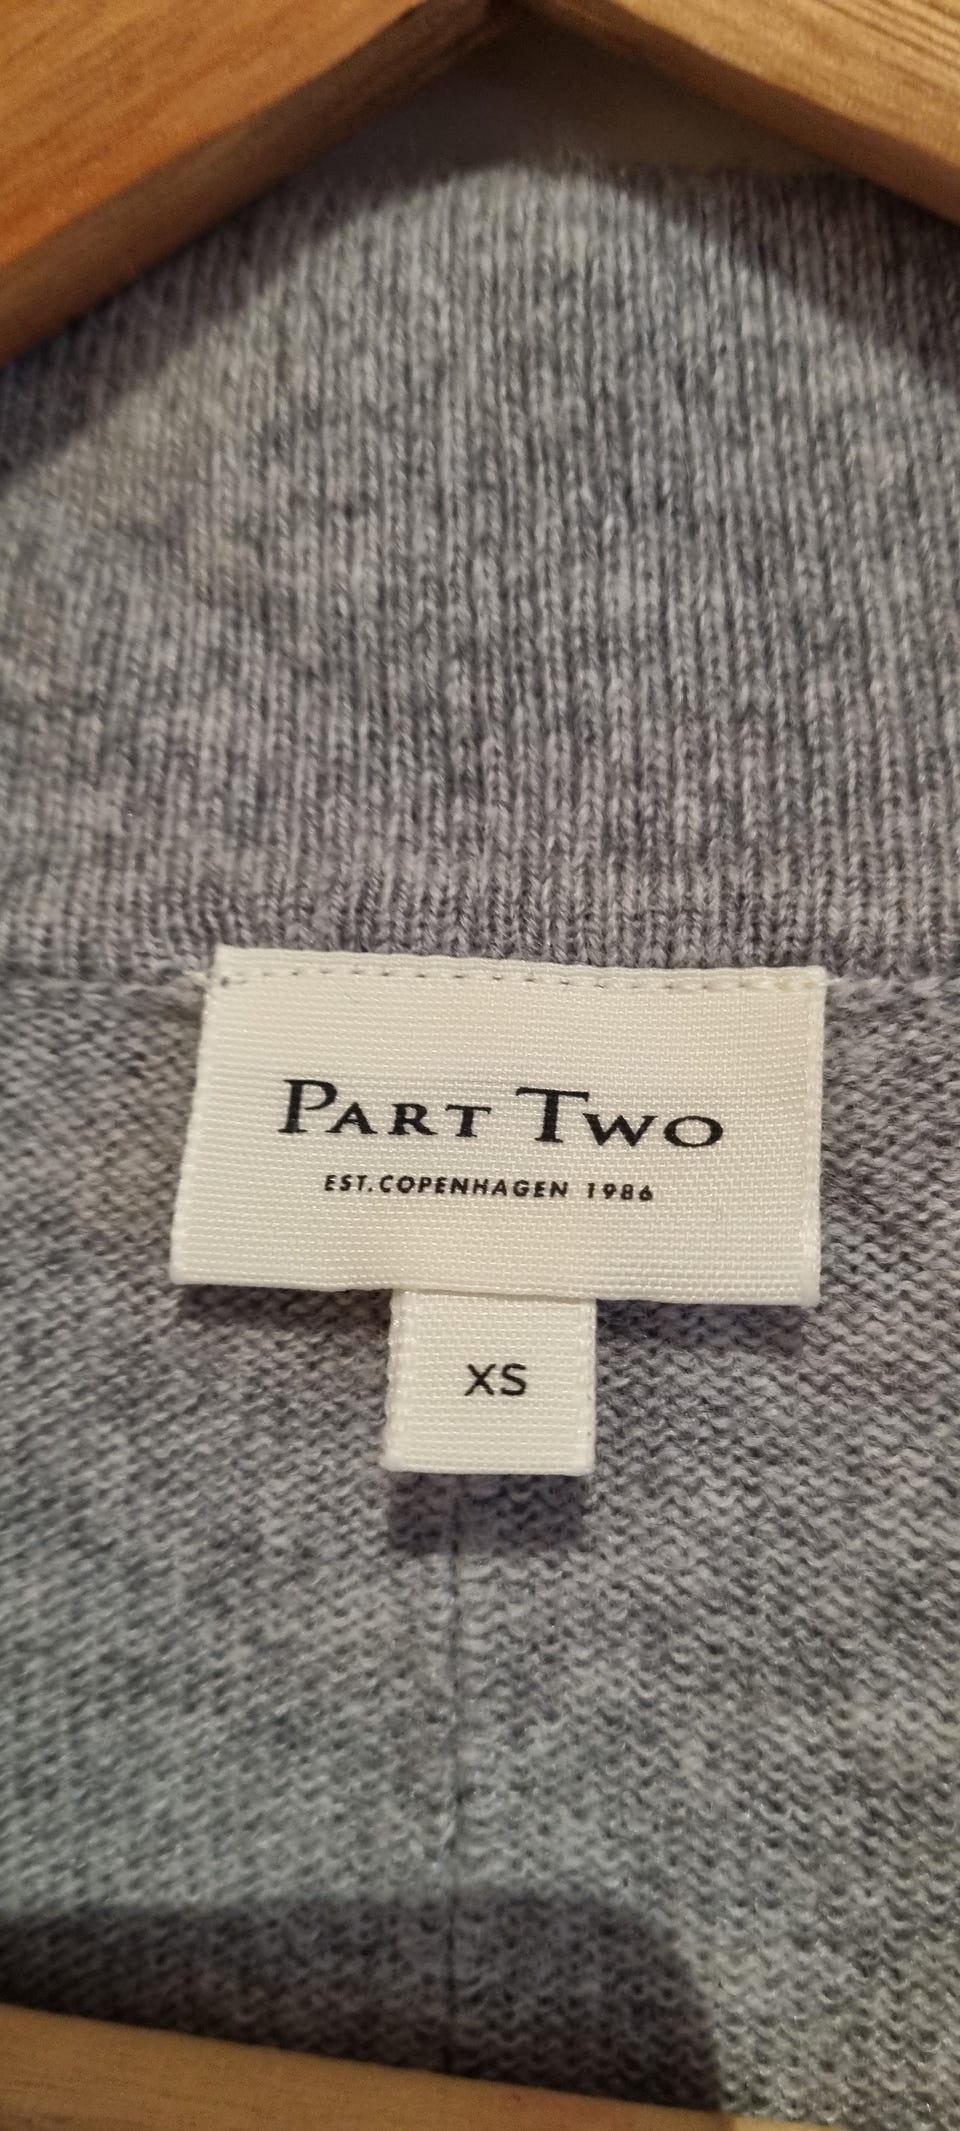 PART TWO
EST. COPENHAGEN 1986
XS